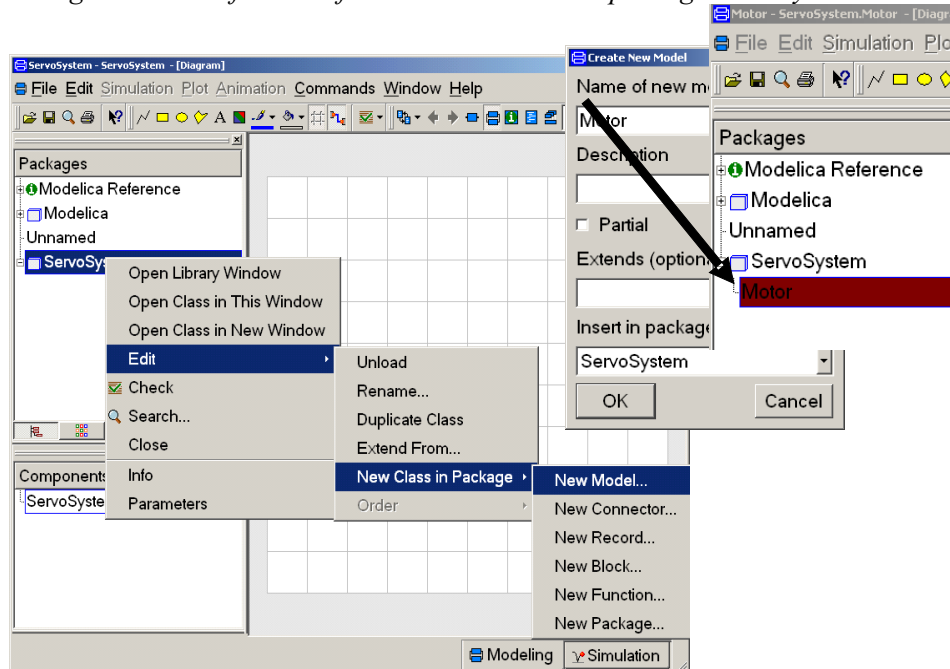 ServoSystem - ServoSystem - [Diagram]
File Edit Simulation Plot Animation Commands Window Help
Packages
Modelica Reference
Modelica
Unnamed
ServoSys
Open Library Window
Open Class in This Window
Open Class in New Window
Edit
Check
Search...
Close
Info
Parameters
Unload
Rename...
Duplicate Class
Extend From...
New Class in Package
Order
New Model...
New Connector...
New Record...
New Block...
New Function...
New Package...
Components
ServoSyste
Modeling Simulation
Create New Model
Name of new m
Motor
Description
Partial
Extends (optiona
Insert in package
ServoSystem
OK Cancel
Motor - ServoSystem.Motor - [Diagr
File Edit Simulation Plo
Packages
Modelica Reference
Modelica
Unnamed
ServoSystem
Motor